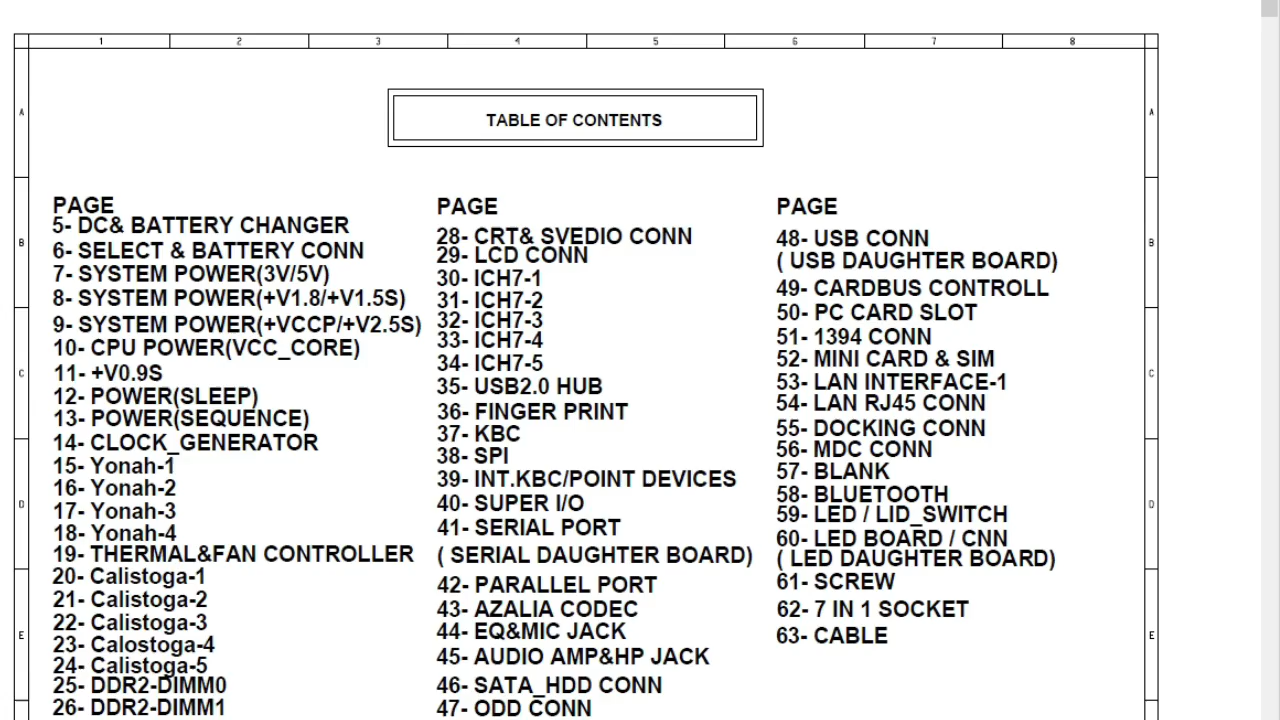 1 2 3 4 5 6 7 8
A A
TABLE OF CONTENTS
PAGE
5- DC& BATTERY CHANGER
6- SELECT & BATTERY CONN
7- SYSTEM POWER(3V/5V)
8- SYSTEM POWER(+V1.8/+V1.5S)
9- SYSTEM POWER(+VCCP/+V2.5S)
10- CPU POWER(VCC_CORE)
11- +V0.9S
12- POWER(SLEEP)
13- POWER(SEQUENCE)
14- CLOCK_GENERATOR
15- Yonah-1
16- Yonah-2
17- Yonah-3
18- Yonah-4
19- THERMAL&FAN CONTROLLER
20- Calistoga-1
21- Calistoga-2
22- Calistoga-3
23- Calostoga-4
24- Calistoga-5
25- DDR2-DIMM0
26- DDR2-DIMM1
PAGE
28- CRT& SVEDIO CONN
29- LCD CONN
30- ICH7-1
31- ICH7-2
32- ICH7-3
33- ICH7-4
34- ICH7-5
35- USB2.0 HUB
36- FINGER PRINT
37- KBC
38- SPI
39- INT.KBC/POINT DEVICES
40- SUPER I/O
41- SERIAL PORT
( SERIAL DAUGHTER BOARD)
42- PARALLEL PORT
43- AZALIA CODEC
44- EQ&MIC JACK
45- AUDIO AMP&HP JACK
46- SATA_HDD CONN
47- ODD CONN
PAGE
48- USB CONN
( USB DAUGHTER BOARD)
49- CARDBUS CONTROLL
50- PC CARD SLOT
51- 1394 CONN
52- MINI CARD & SIM
53- LAN INTERFACE-1
54- LAN RJ45 CONN
55- DOCKING CONN
56- MDC CONN
57- BLANK
58- BLUETOOTH
59- LED / LID_SWITCH
60- LED BOARD / CNN
( LED DAUGHTER BOARD)
61- SCREW
62- 7 IN 1 SOCKET
63- CABLE
B B
C C
D D
E E